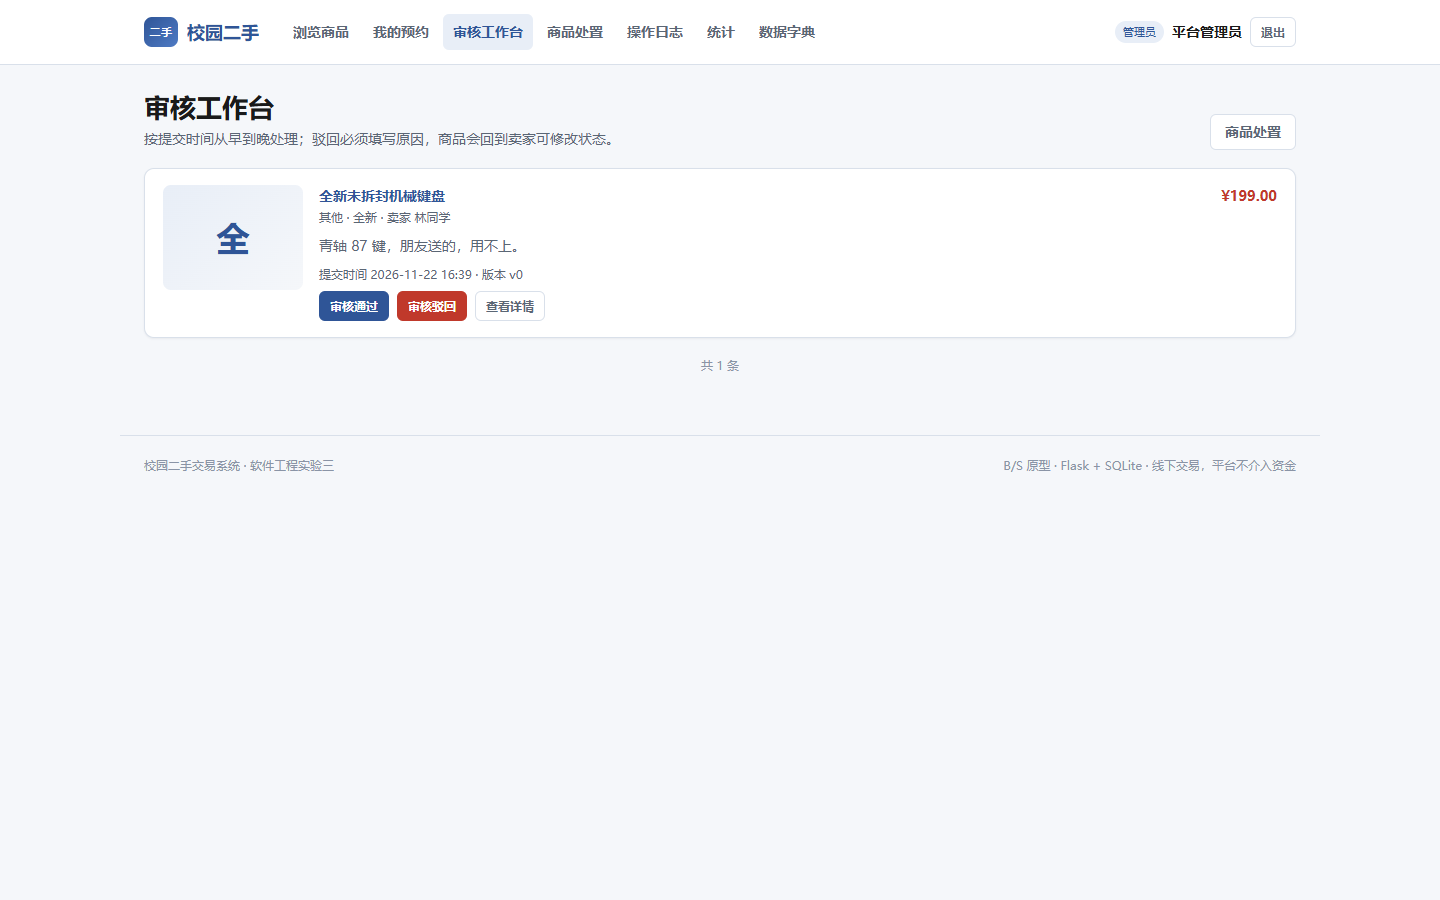 二手 校园二手 浏览商品 我的预约 审核工作台 商品处置 操作日志 统计 数据字典 管理员 平台管理员 退出
审核工作台
按提交时间从早到晚处理；驳回必须填写原因，商品会回到卖家可修改状态。
商品处置
全
全新未拆封机械键盘 ¥199.00
其他 · 全新 · 卖家 林同学
青轴 87 键，朋友送的，用不上。
提交时间 2026-11-22 16:39 · 版本 v0
审核通过 审核驳回 查看详情
共 1 条
校园二手交易系统 · 软件工程实验三 B/S 原型 · Flask + SQLite · 线下交易，平台不介入资金